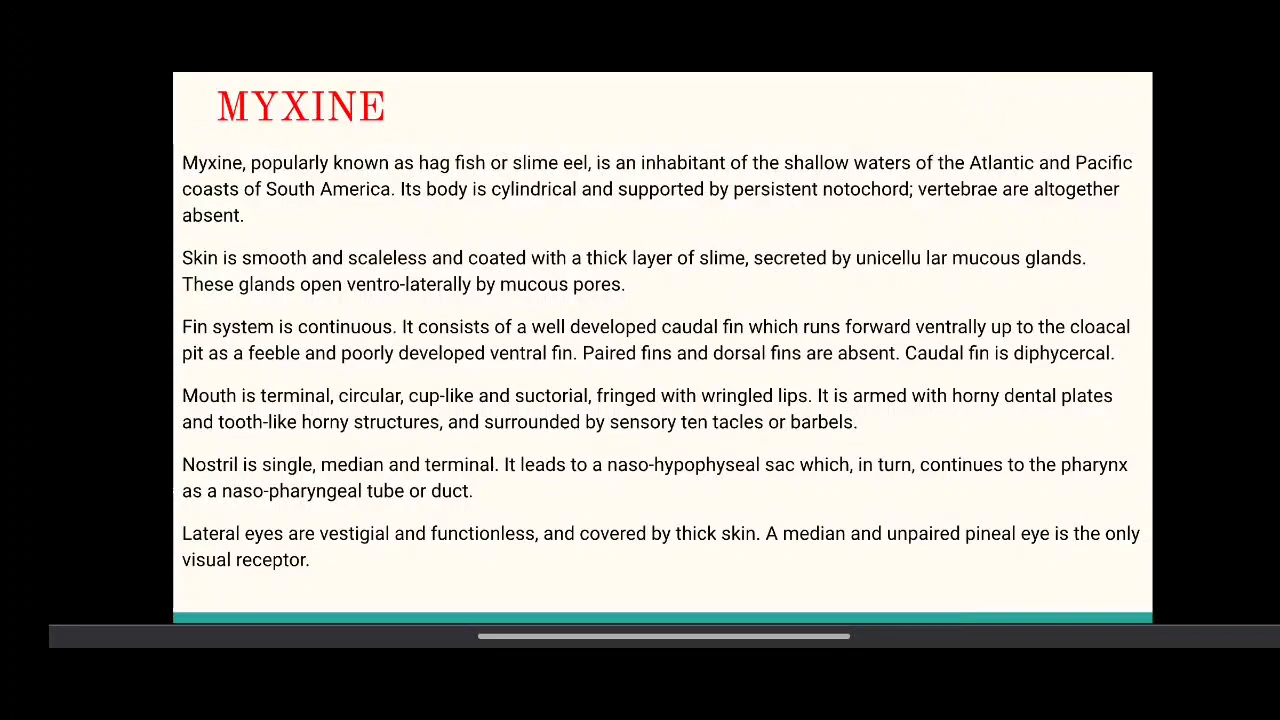 MYXINE
Myxine, popularly known as hag fish or slime eel, is an inhabitant of the shallow waters of the Atlantic and Pacific
coasts of South America. Its body is cylindrical and supported by persistent notochord; vertebrae are altogether
absent.
Skin is smooth and scaleless and coated with a thick layer of slime, secreted by unicellu lar mucous glands.
These glands open ventro-laterally by mucous pores.
Fin system is continuous. It consists of a well developed caudal fin which runs forward ventrally up to the cloacal
pit as a feeble and poorly developed ventral fin. Paired fins and dorsal fins are absent. Caudal fin is diphycercal.
Mouth is terminal, circular, cup-like and suctorial, fringed with wringled lips. It is armed with horny dental plates
and tooth-like horny structures, and surrounded by sensory ten tacles or barbels.
Nostril is single, median and terminal. It leads to a naso-hypophyseal sac which, in turn, continues to the pharynx
as a naso-pharyngeal tube or duct.
Lateral eyes are vestigial and functionless, and covered by thick skin. A median and unpaired pineal eye is the only
visual receptor.